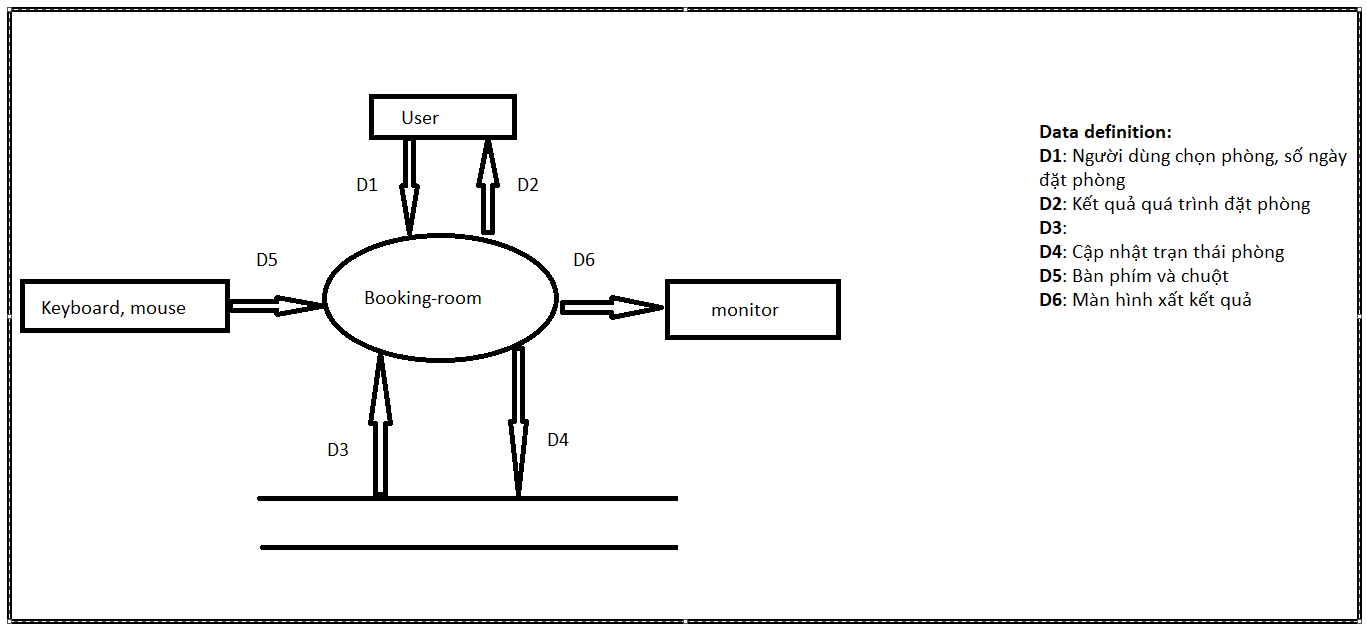 User
D1
D2
D5
D6
Keyboard, mouse
Booking-room
monitor
D3
D4
Data definition:
D1: Người dùng chọn phòng, số ngày
đặt phòng
D2: Kết quả quá trình đặt phòng
D3:
D4: Cập nhật trạn thái phòng
D5: Bàn phím và chuột
D6: Màn hình xất kết quả